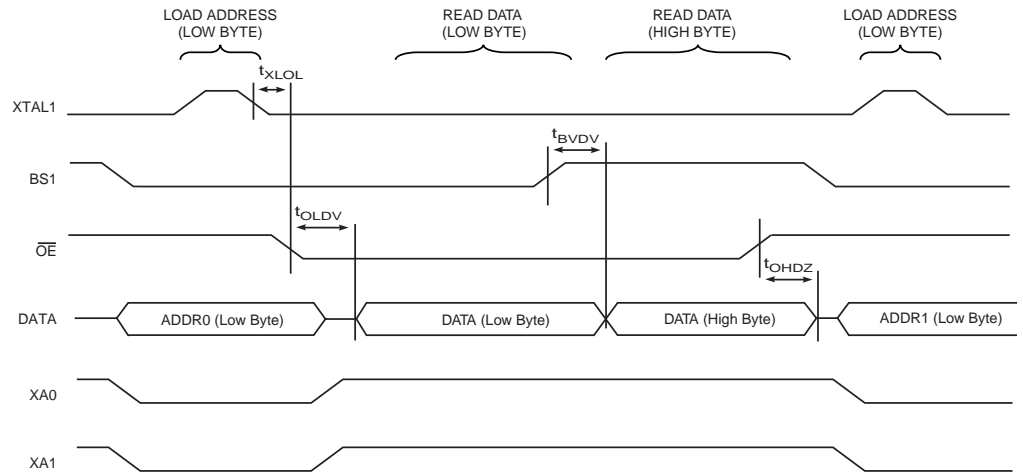 LOAD ADDRESS
(LOW BYTE)
READ DATA
(LOW BYTE)
READ DATA
(HIGH BYTE)
LOAD ADDRESS
(LOW BYTE)
tXLOL
XTAL1
tBVDV
BS1
tOLDV
OE
tOHDZ
DATA
ADDR0 (Low Byte)
DATA (Low Byte)
DATA (High Byte)
ADDR1 (Low Byte)
XA0
XA1